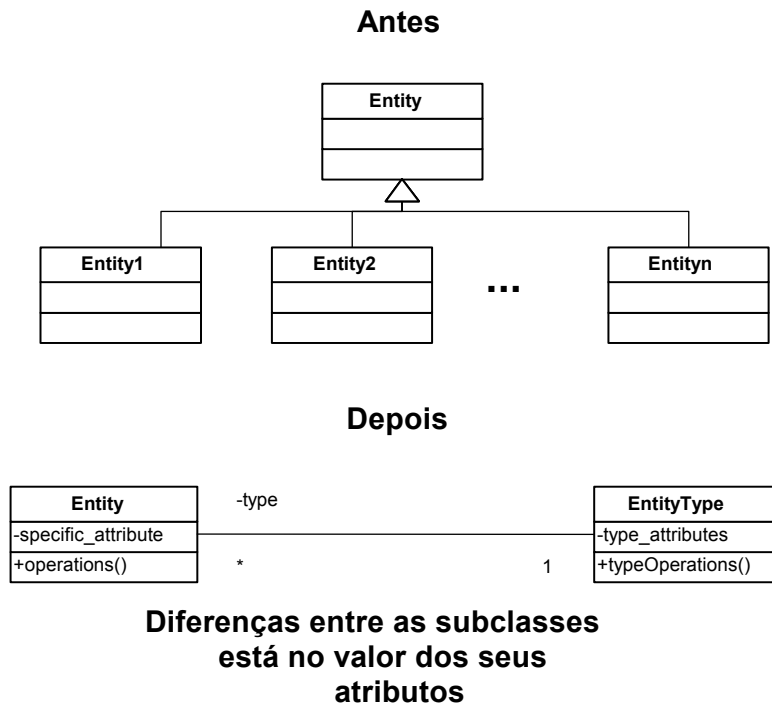 Antes
Entity
Entity1
Entity2
...
Entityn
Depois
Entity
-specific_attribute
+operations()
-type
*
1
EntityType
-type_attributes
+typeOperations()
Diferenças entre as subclasses
está no valor dos seus
atributos